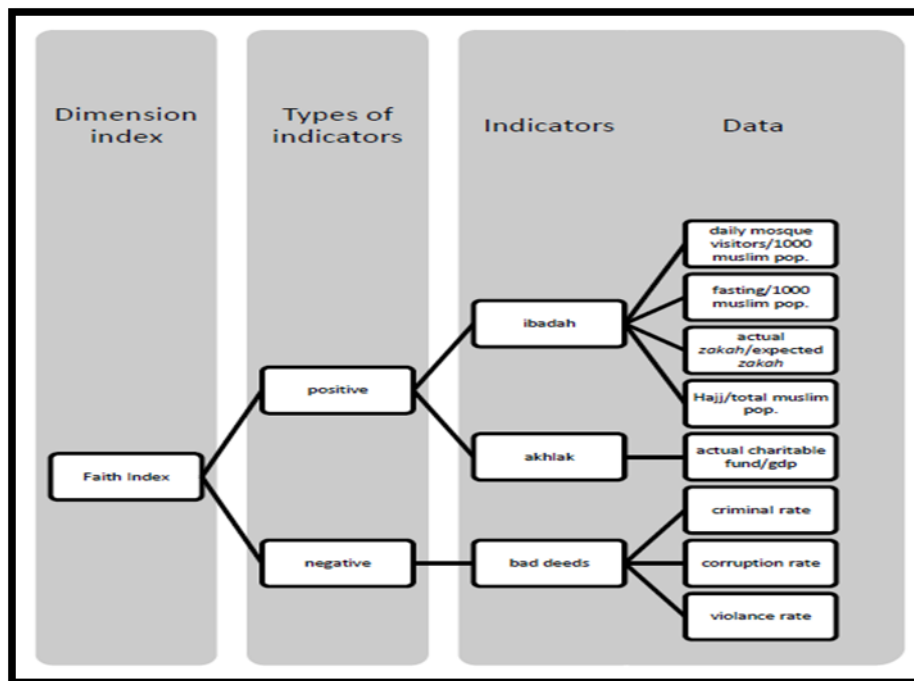 Dimension
index
Types of
indicators
Indicators
Data
Faith Index
positive
negative
ibadah
akhlak
bad deeds
daily mosque
visitors/1000
muslim pop.
fasting/1000
muslim pop.
actual
zakah/expected
zakah
Hajj/total muslim
pop.
actual charitable
fund/gdp
criminal rate
corruption rate
violance rate